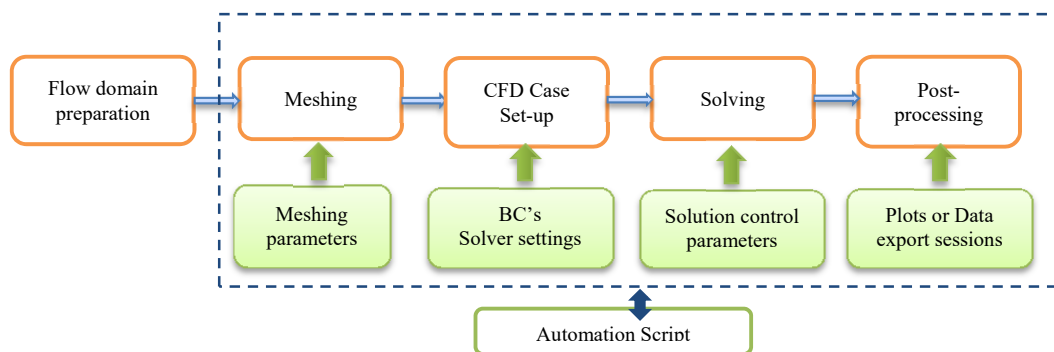 Flow domain
preparation
Meshing
CFD Case
Set-up
Solving
Post-
processing
Meshing
parameters
BC's
Solver settings
Solution control
parameters
Plots or Data
export sessions
Automation Script